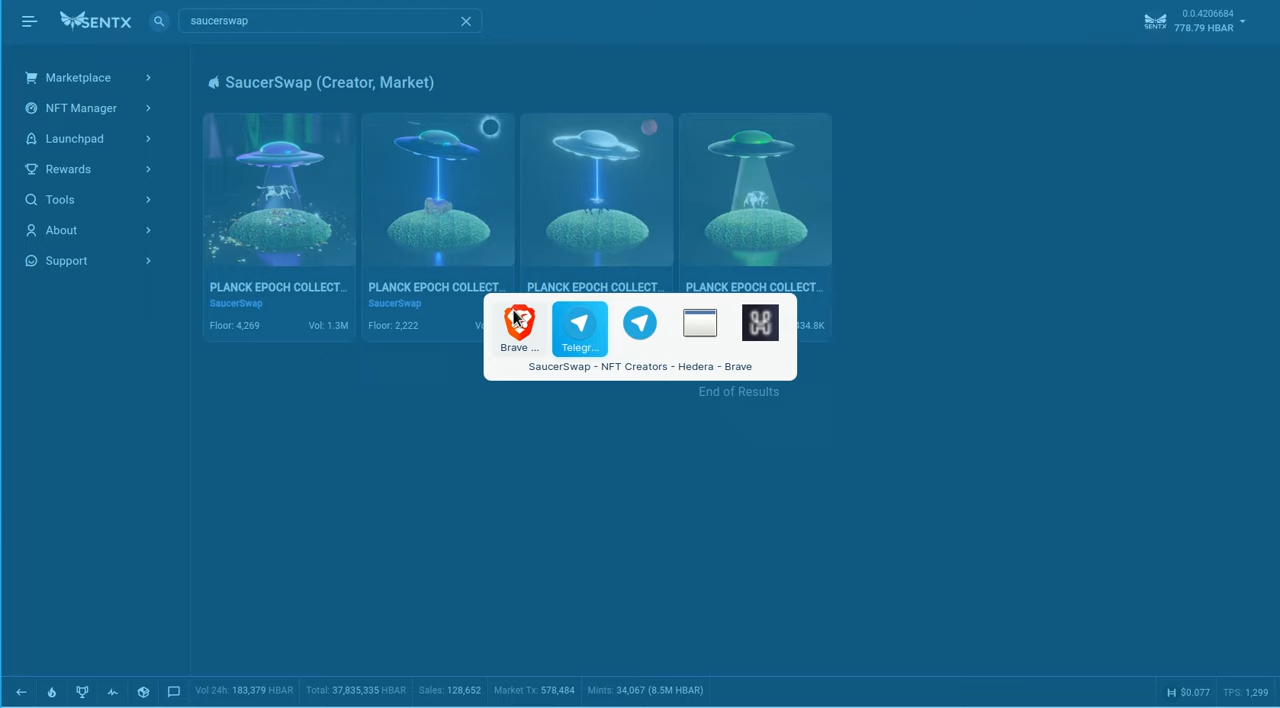 SENTX
saucerswap
SENTX
0.0.4206684
778.79 HBAR
Marketplace
NFT Manager
Launchpad
Rewards
Tools
About
Support
SaucerSwap (Creator, Market)
PLANCK EPOCH COLLECT...
SaucerSwap
Floor: 4,269
Vol: 1.3M
PLANCK EPOCH COLLECT...
SaucerSwap
Floor: 2,222
PLANCK EPOCH COLLECT...
PLANCK EPOCH COLLECT...
434.8K
Brave ...
Telegr...
SaucerSwap - NFT Creators - Hedera - Brave
End of Results
Vol 24h: 183,379 HBAR
Total: 37,835,335 HBAR
Sales: 128,652
Market Tx: 578,484
Mints: 34,067 (8.5M HBAR)
$0.077
TPS: 1,299